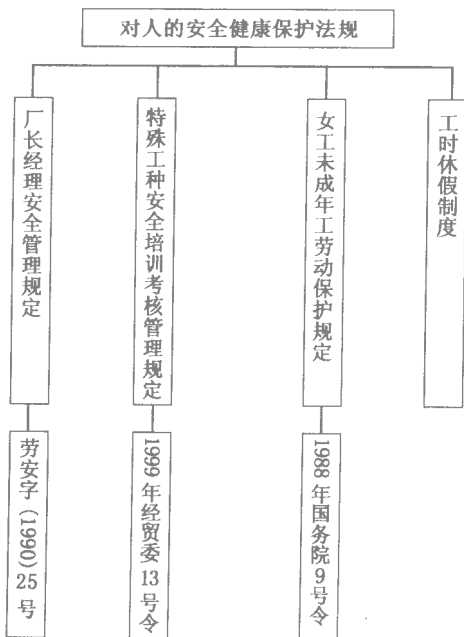 对人的安全健康保护法规
厂长经理安全管理规定
特殊工种安全培训考核管理规定
女工未成年工劳动保护规定
工时休假制度
劳安字(1990)25号
1999年经贸委13号令
1988年国务院9号令